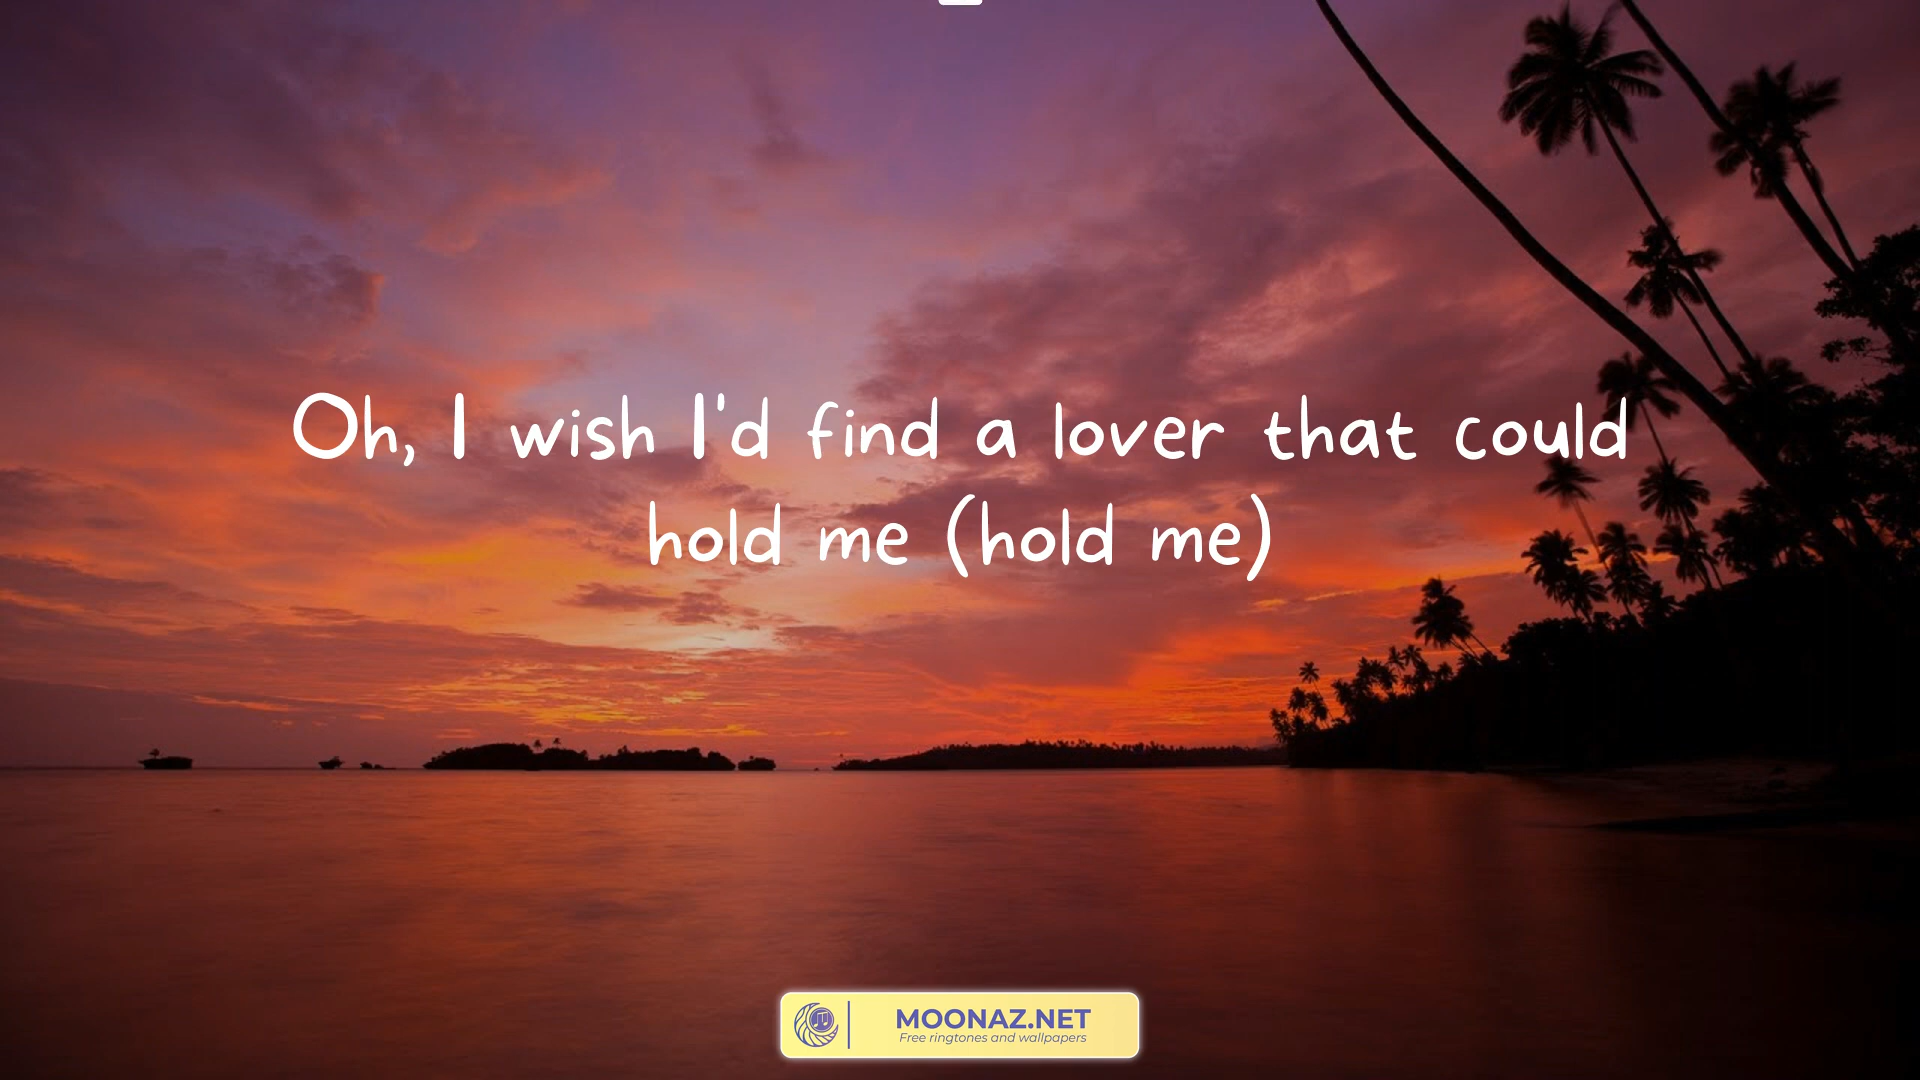 Oh, I wish I'd find a lover that could
hold me (hold me)
MOONAZ.NET
Free ringtones and wallpapers